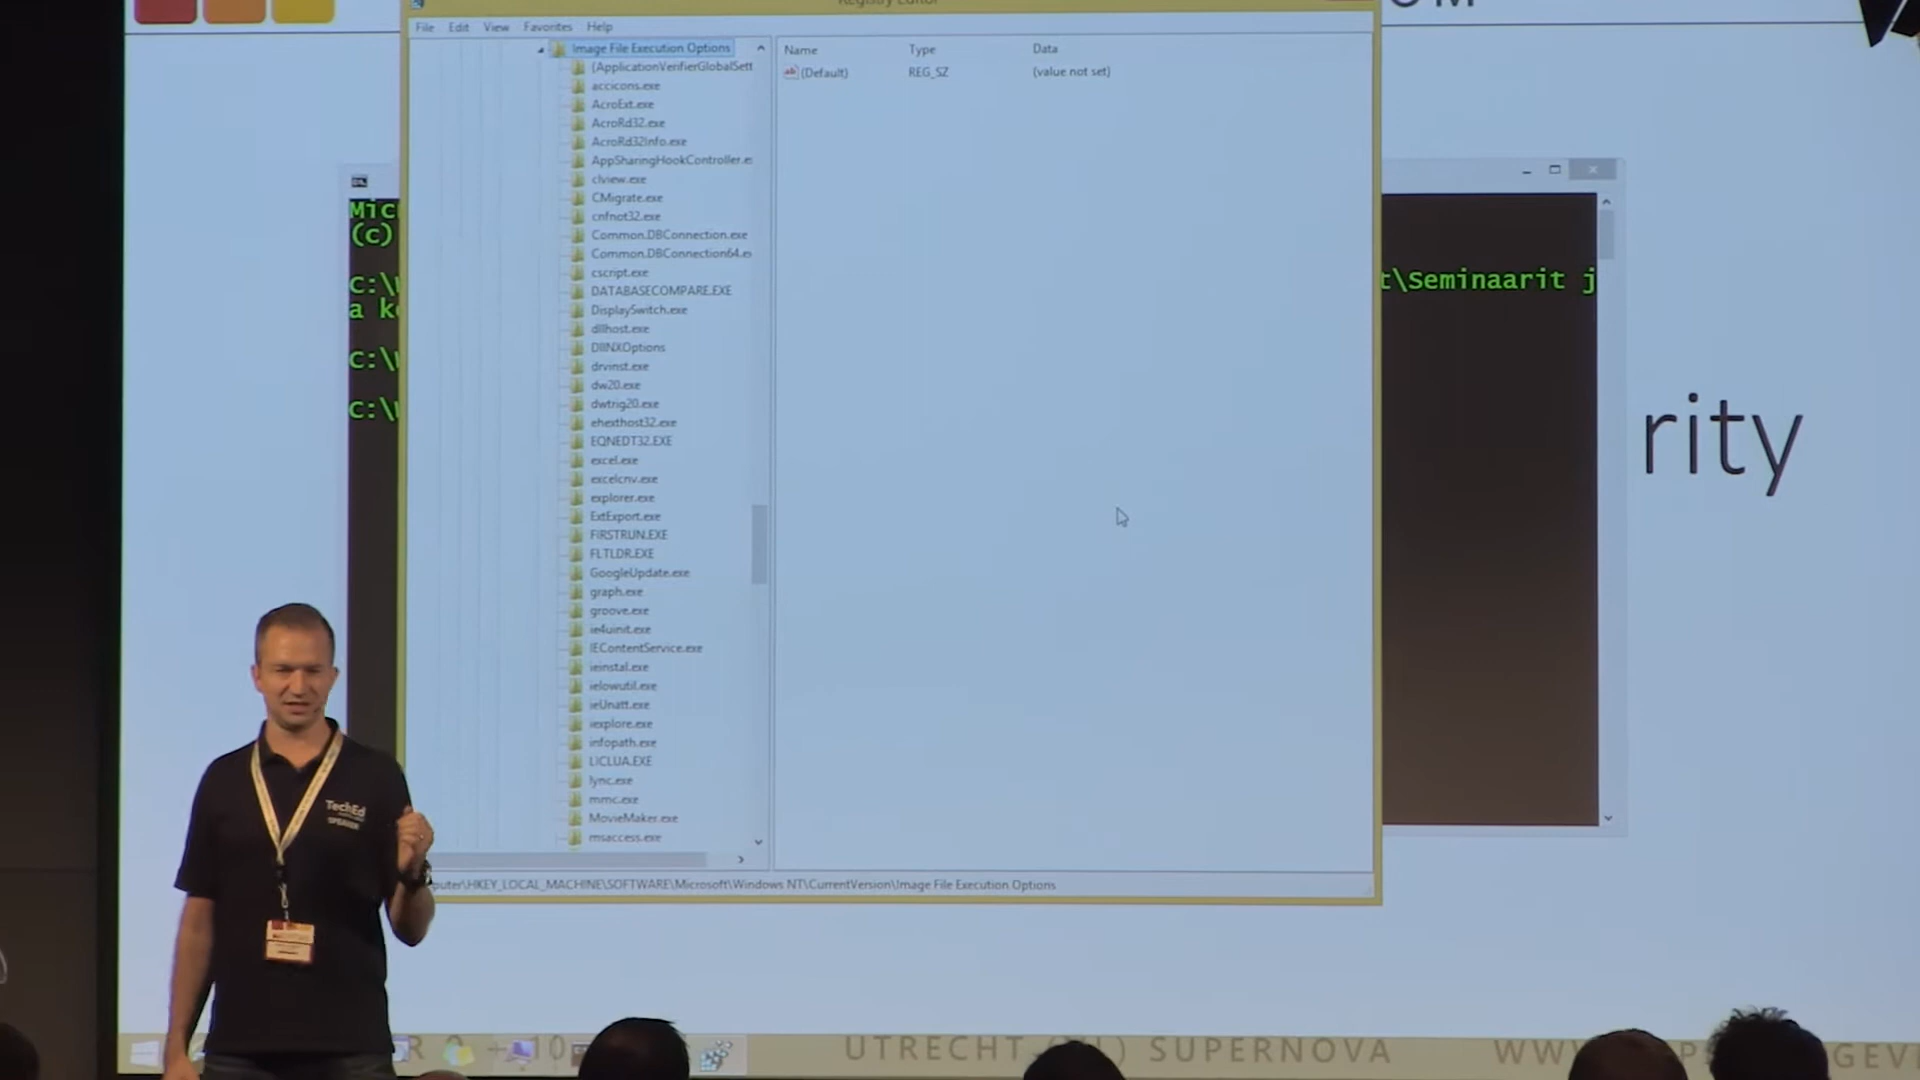 Registry Editor
File Edit View Favorites Help
Image File Execution Options
Name Type Data
(Default) REG_SZ (value not set)
{ApplicationVerifierGlobalSett
accicons.exe
AcroExt.exe
AcroRd32.exe
AcroRd32Info.exe
AppSharingHookController.e
clview.exe
CMigrate.exe
cnfnot32.exe
Common.DBConnection.exe
Common.DBConnection64.e
cscript.exe
DATABASECOMPARE.EXE
DisplaySwitch.exe
dllhost.exe
DllNXOptions
drvinst.exe
dw20.exe
dwtrig20.exe
ehexthost32.exe
EQNEDT32.EXE
excel.exe
excelcnv.exe
explorer.exe
ExtExport.exe
FIRSTRUN.EXE
FLTLDR.EXE
GoogleUpdate.exe
graph.exe
groove.exe
ie4uinit.exe
IEContentService.exe
ieinstal.exe
ielowutil.exe
ieUnatt.exe
iexplore.exe
infopath.exe
LICLUA.EXE
lync.exe
mmc.exe
MovieMaker.exe
msaccess.exe
puter\HKEY_LOCAL_MACHINE\SOFTWARE\Microsoft\Windows NT\CurrentVersion\Image File Execution Options
Mic
(c)
C:\
t\Seminaarit j
a k
C:\
C:\
rity
TechEd
SPEAKER
UTRECHT SUPERNOVA WWW